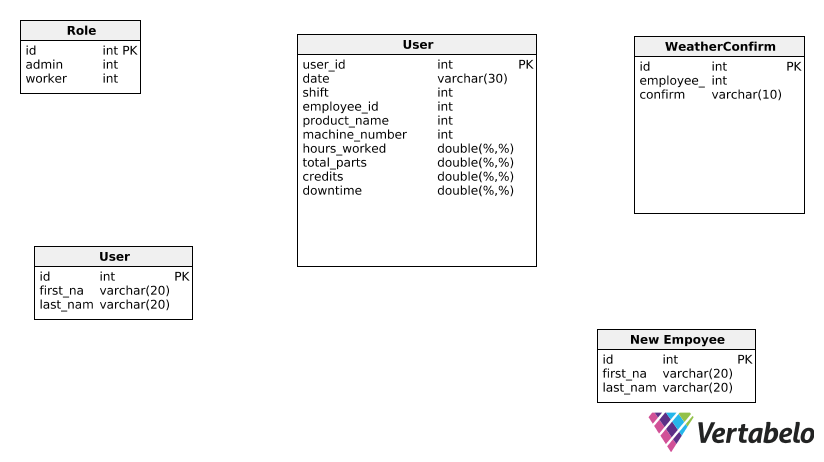 Role
id int PK
admin int
worker int
User
user_id int PK
date varchar(30)
shift int
employee_id int
product_name int
machine_number int
hours_worked double(%,%)
total_parts double(%,%)
credits double(%,%)
downtime double(%,%)
WeatherConfirm
id int PK
employee_ int
confirm varchar(10)
User
id int PK
first_na varchar(20)
last_nam varchar(20)
New Empoyee
id int PK
first_na varchar(20)
last_nam varchar(20)
Vertabelo